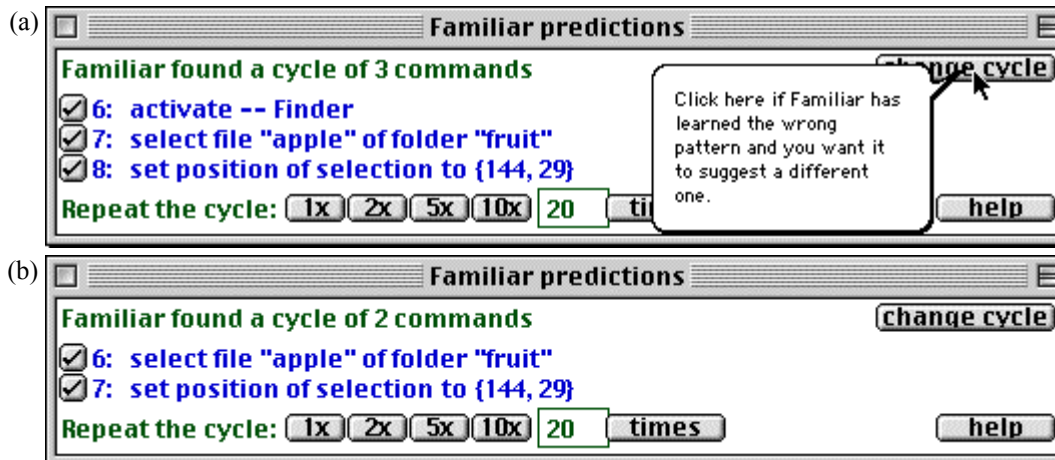 (a)
Familiar predictions
Familiar found a cycle of 3 commands
change cycle
6: activate -- Finder
7: select file "apple" of folder "fruit"
8: set position of selection to {144, 29}
Click here if Familiar has
learned the wrong
pattern and you want it
to suggest a different
one.
Repeat the cycle: 1x 2x 5x 10x 20
help
(b)
Familiar predictions
Familiar found a cycle of 2 commands
change cycle
6: select file "apple" of folder "fruit"
7: set position of selection to {144, 29}
Repeat the cycle: 1x 2x 5x 10x 20 times
help